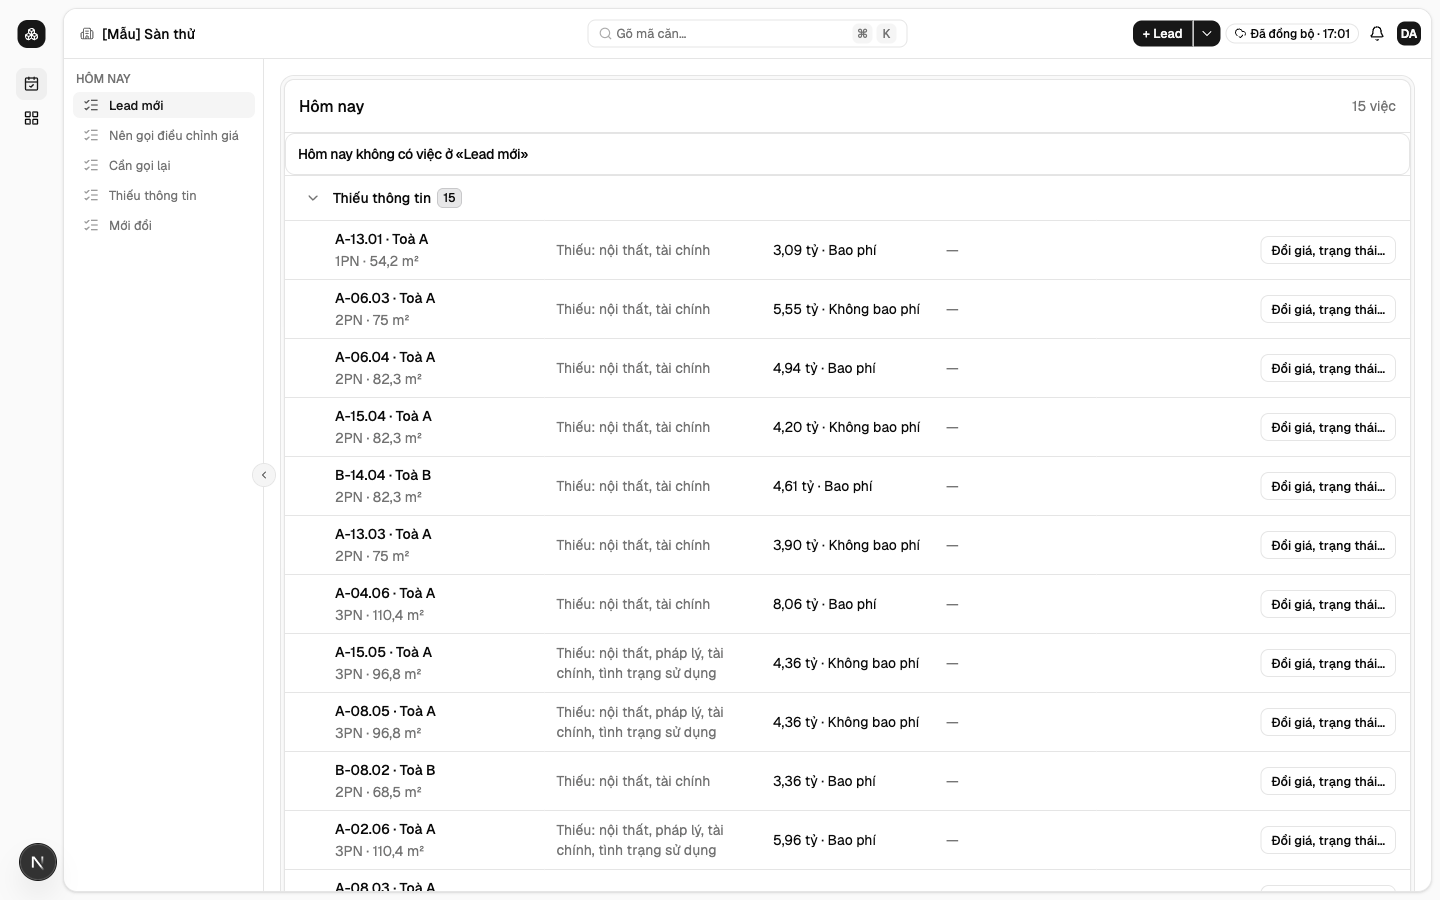 [Mẫu] Sàn thử
Gõ mã căn...
⌘ K
+ Lead
Đã đồng bộ · 17:01
DA
HÔM NAY
Lead mới
Nên gọi điều chỉnh giá
Cần gọi lại
Thiếu thông tin
Mới đổi
Hôm nay
15 việc
Hôm nay không có việc ở «Lead mới»
Thiếu thông tin 15
A-13.01 · Toà A
1PN · 54,2 m²
Thiếu: nội thất, tài chính
3,09 tỷ · Bao phí
—
Đổi giá, trạng thái...
A-06.03 · Toà A
2PN · 75 m²
Thiếu: nội thất, tài chính
5,55 tỷ · Không bao phí
—
Đổi giá, trạng thái...
A-06.04 · Toà A
2PN · 82,3 m²
Thiếu: nội thất, tài chính
4,94 tỷ · Bao phí
—
Đổi giá, trạng thái...
A-15.04 · Toà A
2PN · 82,3 m²
Thiếu: nội thất, tài chính
4,20 tỷ · Không bao phí
—
Đổi giá, trạng thái...
B-14.04 · Toà B
2PN · 82,3 m²
Thiếu: nội thất, tài chính
4,61 tỷ · Bao phí
—
Đổi giá, trạng thái...
A-13.03 · Toà A
2PN · 75 m²
Thiếu: nội thất, tài chính
3,90 tỷ · Không bao phí
—
Đổi giá, trạng thái...
A-04.06 · Toà A
3PN · 110,4 m²
Thiếu: nội thất, tài chính
8,06 tỷ · Bao phí
—
Đổi giá, trạng thái...
A-15.05 · Toà A
3PN · 96,8 m²
Thiếu: nội thất, pháp lý, tài
chính, tình trạng sử dụng
4,36 tỷ · Không bao phí
—
Đổi giá, trạng thái...
A-08.05 · Toà A
3PN · 96,8 m²
Thiếu: nội thất, pháp lý, tài
chính, tình trạng sử dụng
4,36 tỷ · Không bao phí
—
Đổi giá, trạng thái...
B-08.02 · Toà B
2PN · 68,5 m²
Thiếu: nội thất, tài chính
3,36 tỷ · Bao phí
—
Đổi giá, trạng thái...
A-02.06 · Toà A
3PN · 110,4 m²
Thiếu: nội thất, pháp lý, tài
chính, tình trạng sử dụng
5,96 tỷ · Bao phí
—
Đổi giá, trạng thái...
A-08.03 · Toà A
N